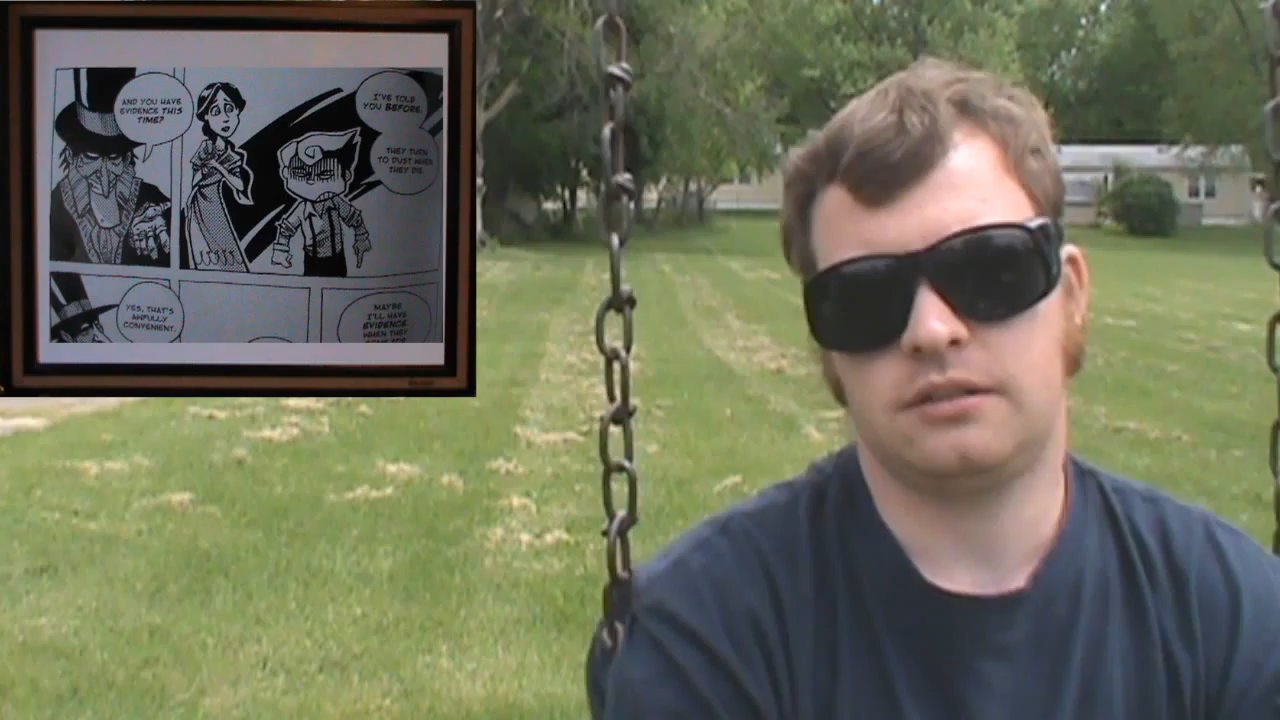 AND YOU HAVE
EVIDENCE THIS
TIME?
I'VE TOLD
YOU BEFORE,
THEY TURN
TO DUST WHEN
THEY DIE.
YES, THAT'S
AWFULLY
CONVENIENT.
MAYBE
I'LL HAVE
EVIDENCE
WHEN THEY